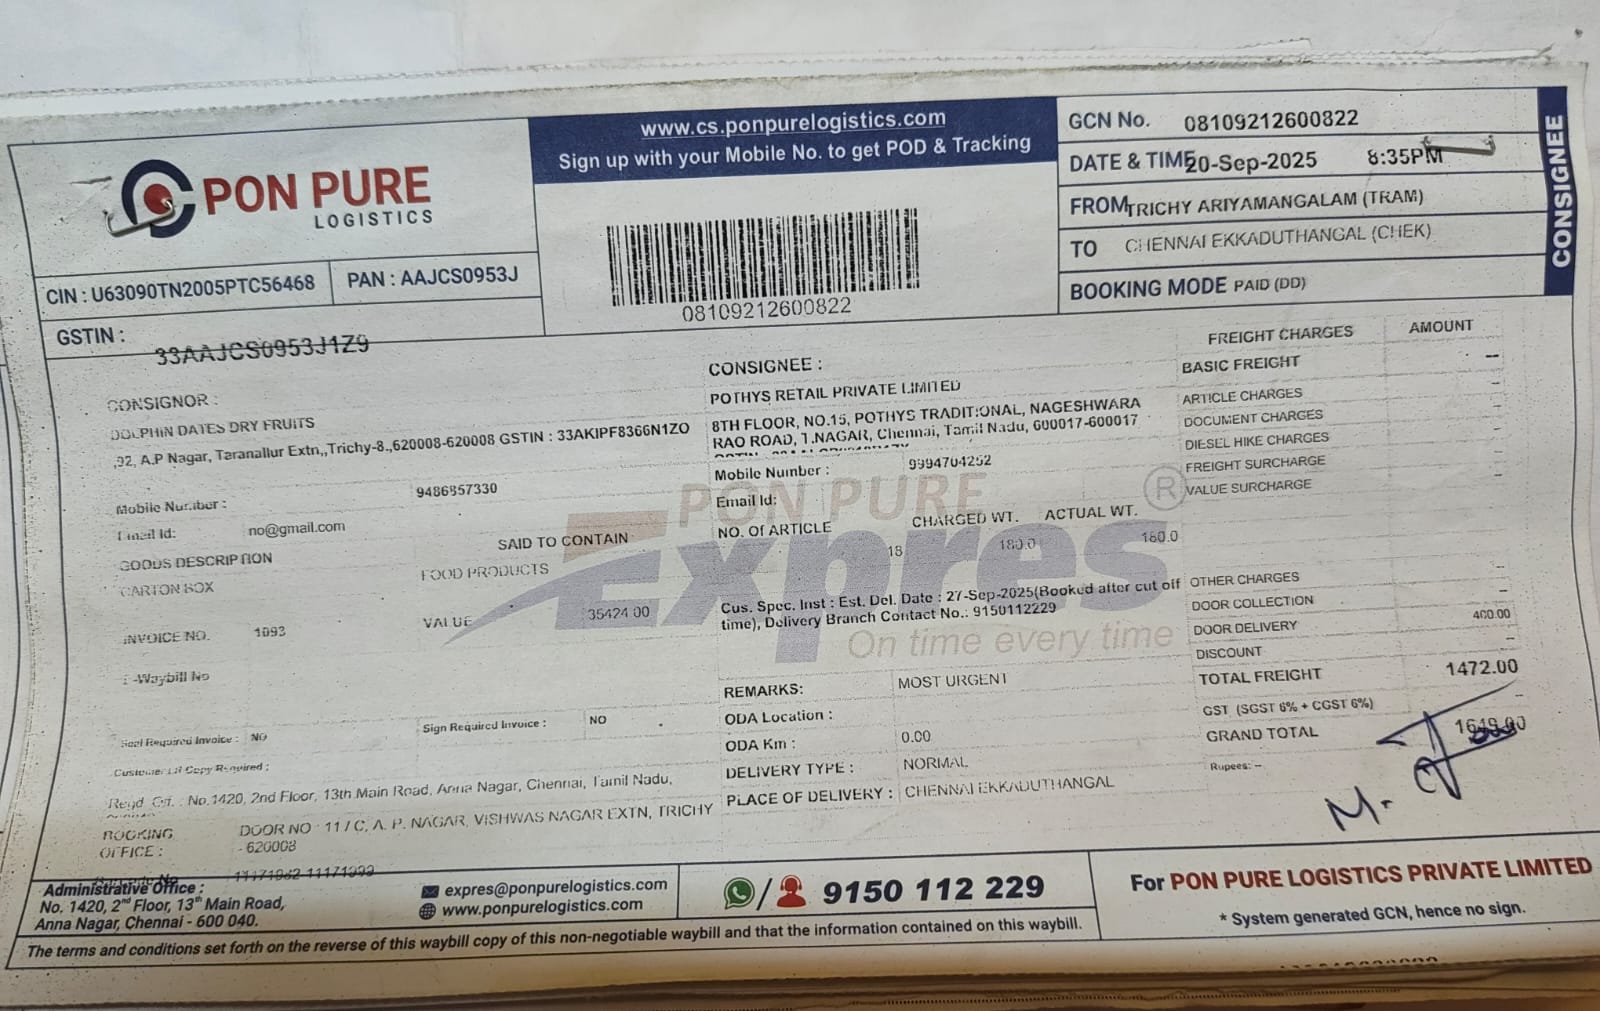 PON PURE
LOGISTICS
CIN : U63090TN2005PTC56468
PAN : AAJCS0953J
GSTIN :
33AAJCS0953J1Z9
www.cs.ponpurelogistics.com
Sign up with your Mobile No. to get POD & Tracking
08109212600822
GCN No. 08109212600822
DATE & TIME 20-Sep-2025 8:35PM
FROM TRICHY ARIYAMANGALAM (TRAM)
TO CHENNAI EKKADUTHANGAL (CHEK)
BOOKING MODE PAID (DD)
CONSIGNEE
CONSIGNOR :
DOLPHIN DATES DRY FRUITS
92, A.P Nagar, Taranallur Extn,,Trichy-8.,620008-620008 GSTIN : 33AKIPF8366N1ZO
Mobile Number : 9486857330
Email Id: no@gmail.com
GOODS DESCRIPTION
SAID TO CONTAIN
CARTON BOX
FOOD PRODUCTS
INVOICE NO. 1093
VALUE 35424.00
E-Waybill No
Seal Required Invoice : NO
Sign Required Invoice : NO
Customer Copy Required :
Regd. Off. : No.1420, 2nd Floor, 13th Main Road, Anna Nagar, Chennai, Tamil Nadu,
BOOKING
OFFICE :
DOOR NO : 11 / C, A. P. NAGAR, VISHWAS NAGAR EXTN, TRICHY
- 620008
CONSIGNEE :
POTHYS RETAIL PRIVATE LIMITED
8TH FLOOR, NO.15, POTHYS TRADITIONAL, NAGESHWARA
RAO ROAD, T.NAGAR, Chennai, Tamil Nadu, 600017-600017
Mobile Number : 9994704252
Email Id:
NO. Of ARTICLE
CHARGED WT.
ACTUAL WT.
18
180.0
180.0
PON PURE
Expres
®
On time every time
Cus. Spec. Inst : Est. Del. Date : 27-Sep-2025(Booked after cut off
time), Delivery Branch Contact No.: 9150112229
REMARKS: MOST URGENT
ODA Location :
ODA Km : 0.00
DELIVERY TYPE : NORMAL
PLACE OF DELIVERY : CHENNAI EKKADUTHANGAL
FREIGHT CHARGES AMOUNT
BASIC FREIGHT --
ARTICLE CHARGES --
DOCUMENT CHARGES --
DIESEL HIKE CHARGES --
FREIGHT SURCHARGE --
VALUE SURCHARGE --
OTHER CHARGES --
DOOR COLLECTION --
DOOR DELIVERY 400.00
DISCOUNT --
TOTAL FREIGHT 1472.00
GST (SGST 6% + CGST 6%) --
GRAND TOTAL
Rupees: --
M.
Administrative Office :
No. 1420, 2nd Floor, 13th Main Road,
Anna Nagar, Chennai - 600 040.
expres@ponpurelogistics.com
www.ponpurelogistics.com
/ 9150 112 229
The terms and conditions set forth on the reverse of this waybill copy of this non-negotiable waybill and that the information contained on this waybill.
For PON PURE LOGISTICS PRIVATE LIMITED
* System generated GCN, hence no sign.